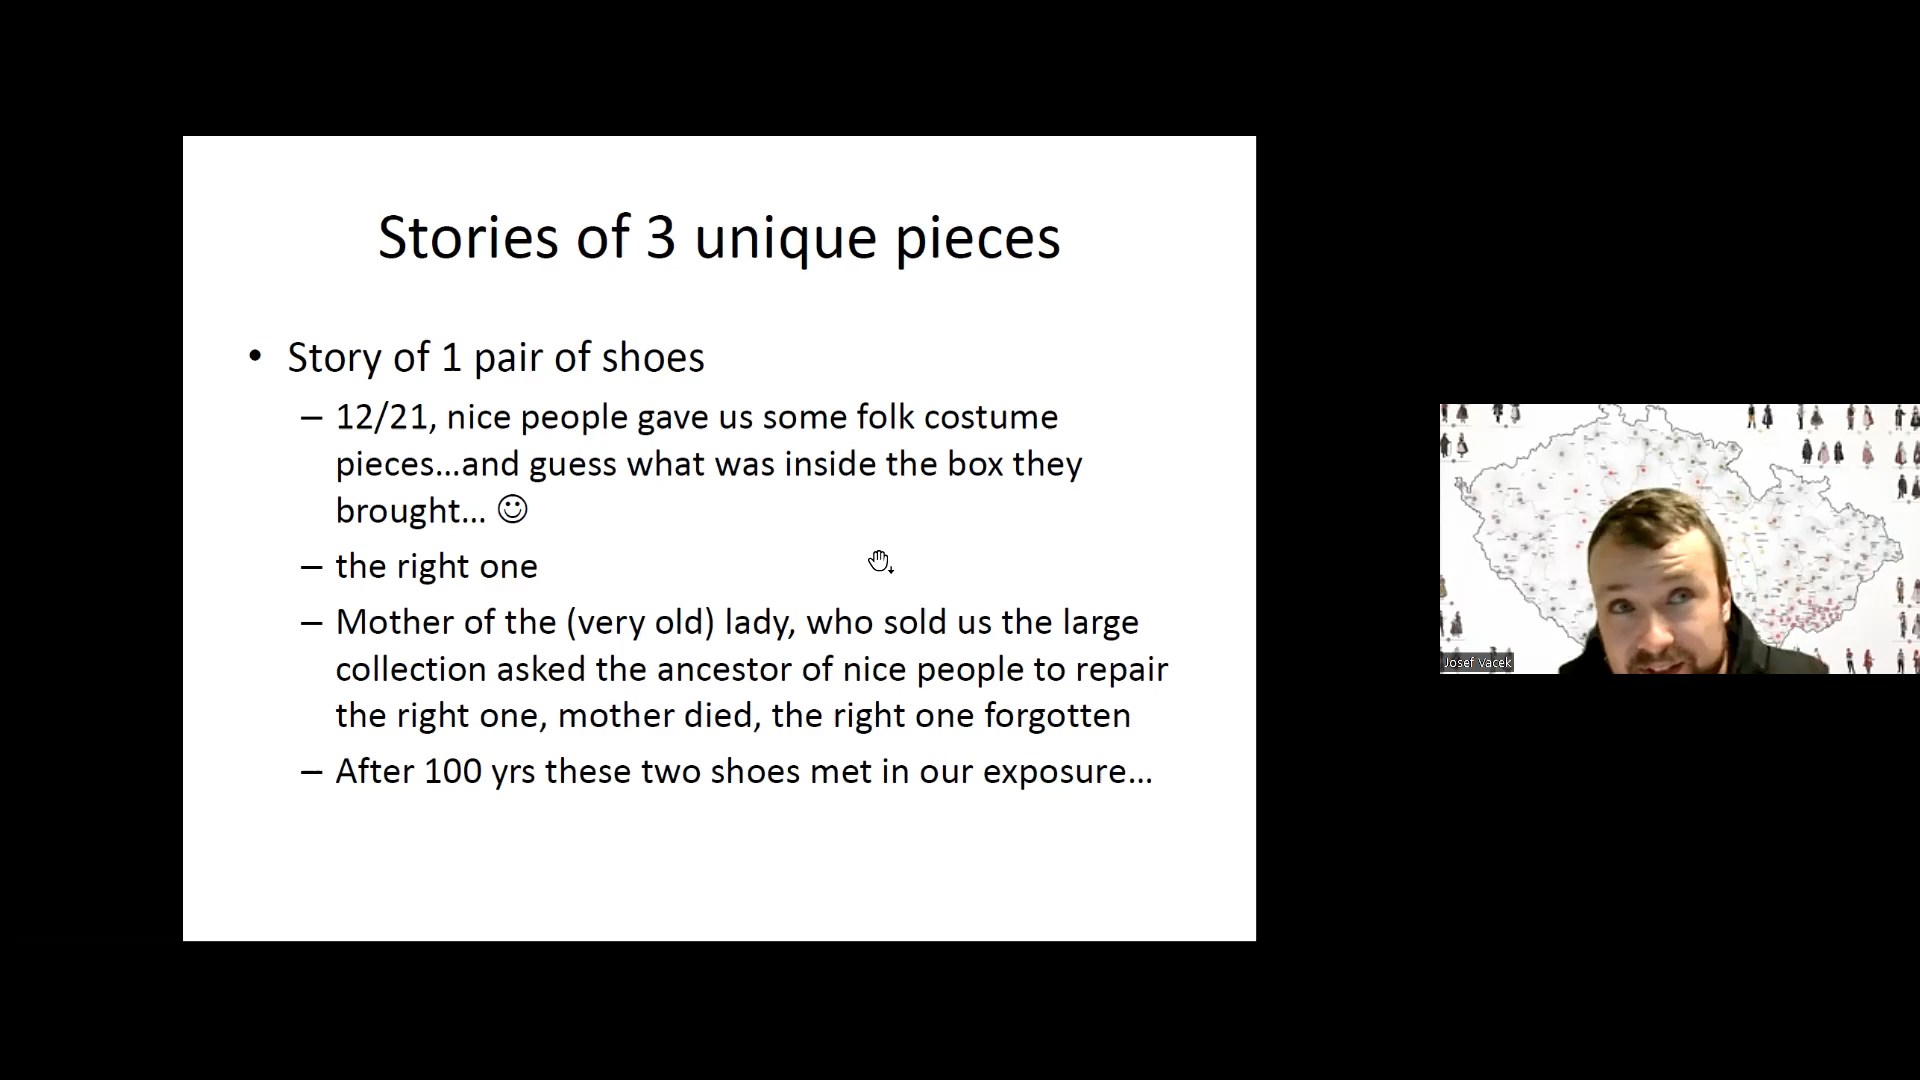 Stories of 3 unique pieces
• Story of 1 pair of shoes
– 12/21, nice people gave us some folk costume
pieces…and guess what was inside the box they
brought… ☺
– the right one
– Mother of the (very old) lady, who sold us the large
collection asked the ancestor of nice people to repair
the right one, mother died, the right one forgotten
– After 100 yrs these two shoes met in our exposure…
Josef Vacek